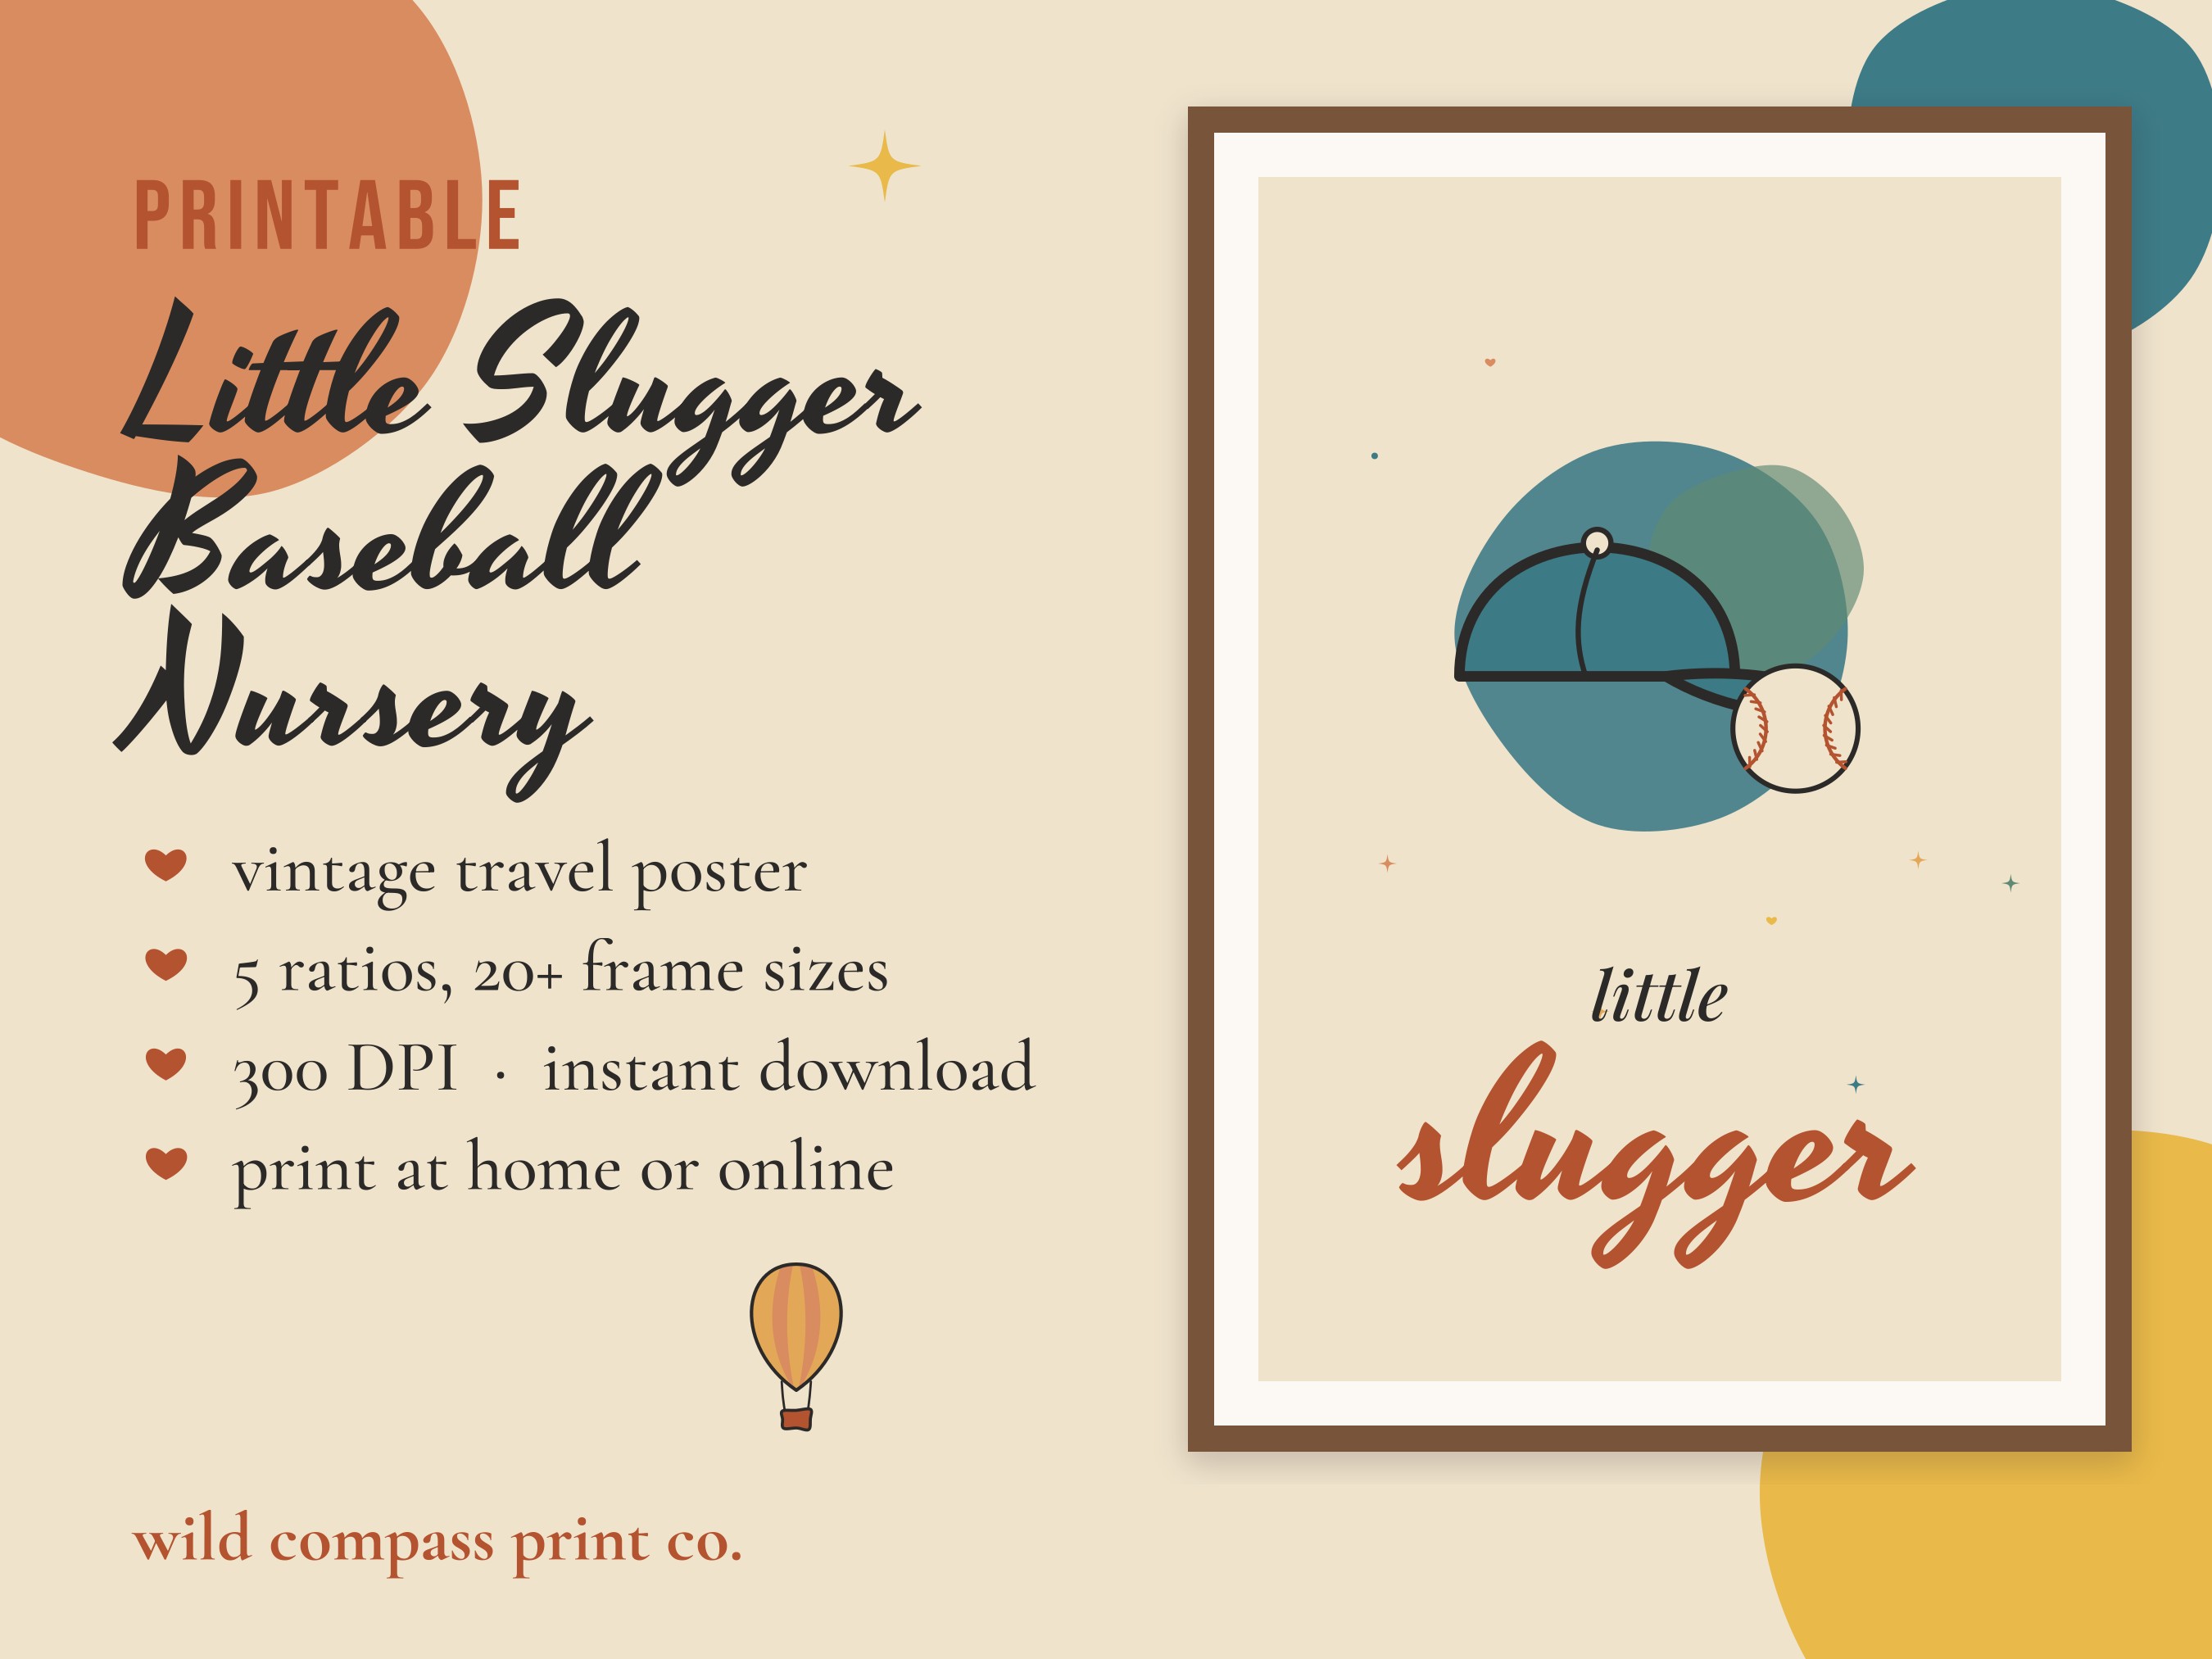 PRINTABLE
Little Slugger
Baseball
Nursery
vintage travel poster
5 ratios, 20+ frame sizes
300 DPI · instant download
print at home or online
wild compass print co.
little
slugger